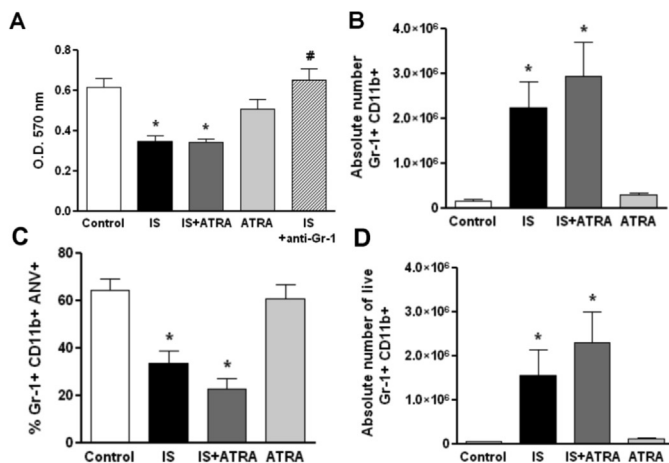 A
O.D. 570 nm
0.8
0.6
0.4
0.2
0.0
*
*
#
Control IS IS+ATRA ATRA IS
+anti-Gr-1
B
Absolute number
Gr-1+ CD11b+
4.0×10⁶
3.0×10⁶
2.0×10⁶
1.0×10⁶
0
*
*
Control IS IS+ATRA ATRA
C
% Gr-1+ CD11b+ ANV+
80
60
40
20
0
*
*
Control IS IS+ATRA ATRA
D
Absolute number of live
Gr-1+ CD11b+
4.0×10⁶
3.0×10⁶
2.0×10⁶
1.0×10⁶
0
*
*
Control IS IS+ATRA ATRA